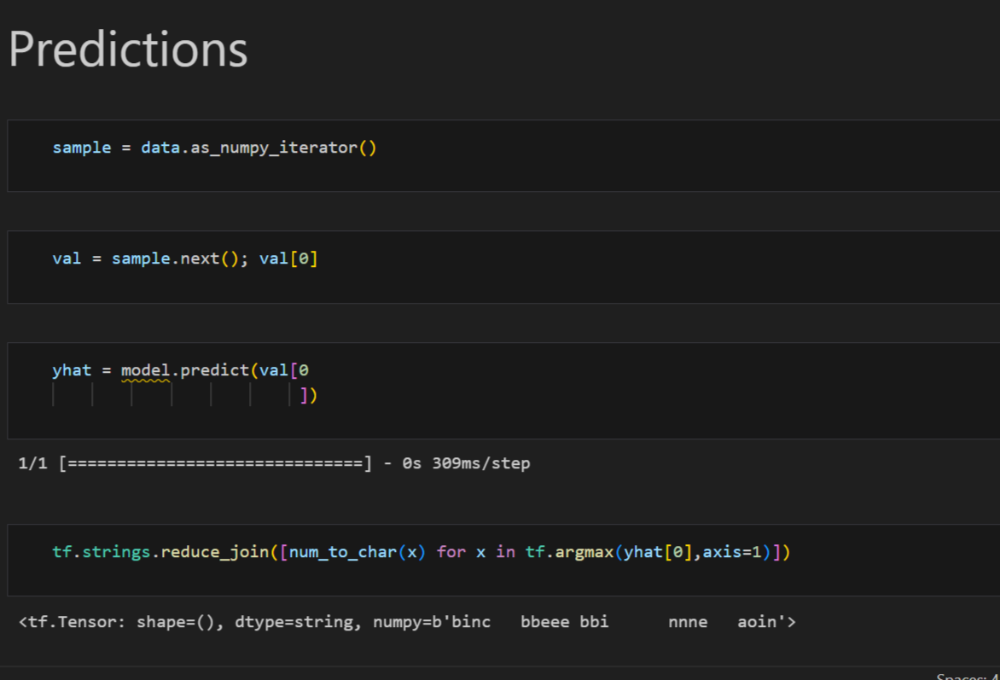 Predictions
sample = data.as_numpy_iterator()
val = sample.next(); val[0]
yhat = model.predict(val[0
])
1/1 [==============================] - 0s 309ms/step
tf.strings.reduce_join([num_to_char(x) for x in tf.argmax(yhat[0],axis=1)])
<tf.Tensor: shape=(), dtype=string, numpy=b'binc   bbeee bbi      nnne   aoin'>
Spaces: 4